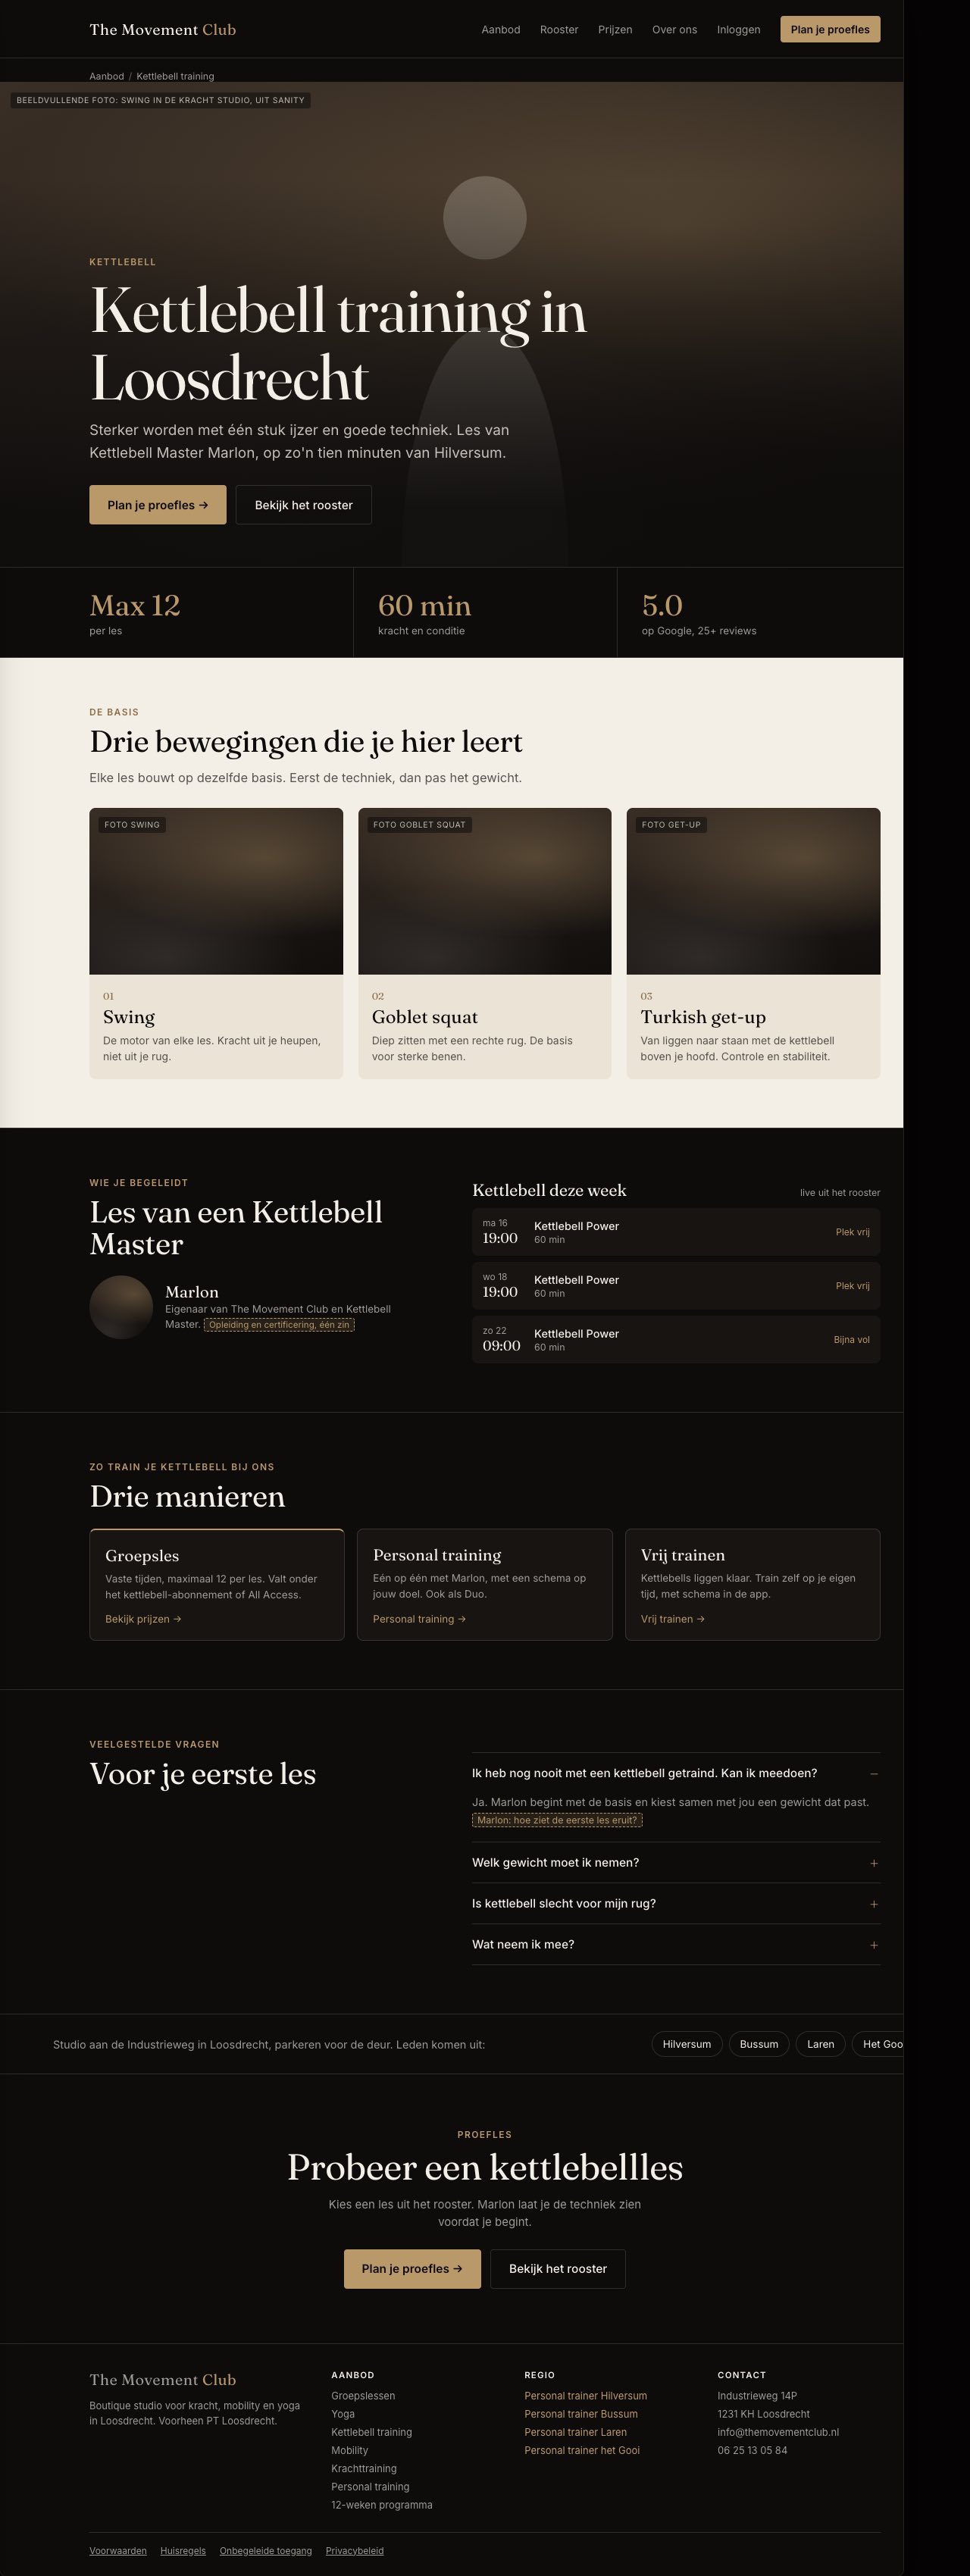 The Movement Club
Aanbod Rooster Prijzen Over ons Inloggen Plan je proefles
Aanbod / Kettlebell training
BEELDVULLENDE FOTO: SWING IN DE KRACHT STUDIO, UIT SANITY
KETTLEBELL
Kettlebell training in
Loosdrecht
Sterker worden met één stuk ijzer en goede techniek. Les van
Kettlebell Master Marlon, op zo'n tien minuten van Hilversum.
Plan je proefles →
Bekijk het rooster
Max 12
per les
60 min
kracht en conditie
5.0
op Google, 25+ reviews
DE BASIS
Drie bewegingen die je hier leert
Elke les bouwt op dezelfde basis. Eerst de techniek, dan pas het gewicht.
FOTO SWING
01
Swing
De motor van elke les. Kracht uit je heupen,
niet uit je rug.
FOTO GOBLET SQUAT
02
Goblet squat
Diep zitten met een rechte rug. De basis
voor sterke benen.
FOTO GET-UP
03
Turkish get-up
Van liggen naar staan met de kettlebell
boven je hoofd. Controle en stabiliteit.
WIE JE BEGELEIDT
Les van een Kettlebell
Master
Marlon
Eigenaar van The Movement Club en Kettlebell
Master. Opleiding en certificering, één zin
Kettlebell deze week
live uit het rooster
ma 16
19:00
Kettlebell Power
60 min
Plek vrij
wo 18
19:00
Kettlebell Power
60 min
Plek vrij
zo 22
09:00
Kettlebell Power
60 min
Bijna vol
ZO TRAIN JE KETTLEBELL BIJ ONS
Drie manieren
Groepsles
Vaste tijden, maximaal 12 per les. Valt onder
het kettlebell-abonnement of All Access.
Bekijk prijzen →
Personal training
Eén op één met Marlon, met een schema op
jouw doel. Ook als Duo.
Personal training →
Vrij trainen
Kettlebells liggen klaar. Train zelf op je eigen
tijd, met schema in de app.
Vrij trainen →
VEELGESTELDE VRAGEN
Voor je eerste les
Ik heb nog nooit met een kettlebell getraind. Kan ik meedoen? −
Ja. Marlon begint met de basis en kiest samen met jou een gewicht dat past.
Marlon: hoe ziet de eerste les eruit?
Welk gewicht moet ik nemen? +
Is kettlebell slecht voor mijn rug? +
Wat neem ik mee? +
Studio aan de Industrieweg in Loosdrecht, parkeren voor de deur. Leden komen uit:
Hilversum Bussum Laren Het Goo
PROEFLES
Probeer een kettlebellles
Kies een les uit het rooster. Marlon laat je de techniek zien
voordat je begint.
Plan je proefles →
Bekijk het rooster
The Movement Club
Boutique studio voor kracht, mobility en yoga
in Loosdrecht. Voorheen PT Loosdrecht.
AANBOD
Groepslessen
Yoga
Kettlebell training
Mobility
Krachttraining
Personal training
12-weken programma
REGIO
Personal trainer Hilversum
Personal trainer Bussum
Personal trainer Laren
Personal trainer het Gooi
CONTACT
Industrieweg 14P
1231 KH Loosdrecht
info@themovementclub.nl
06 25 13 05 84
Voorwaarden Huisregels Onbegeleide toegang Privacybeleid